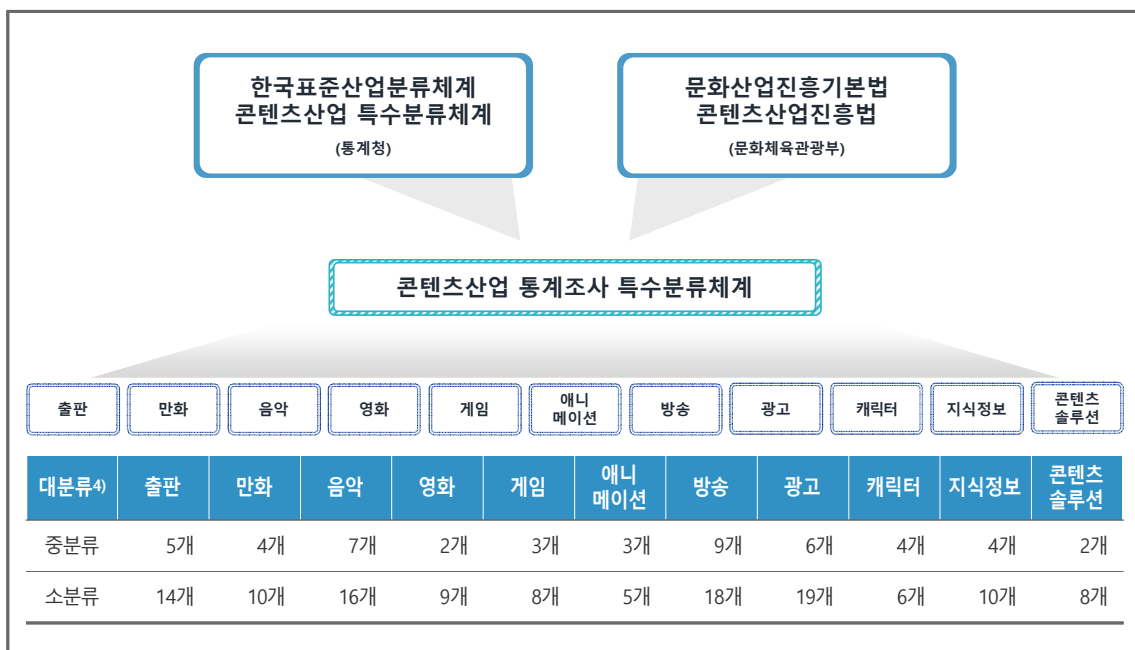 한국표준산업분류체계
콘텐츠산업 특수분류체계
(통계청)
문화산업진흥기본법
콘텐츠산업진흥법
(문화체육관광부)
콘텐츠산업 통계조사 특수분류체계
출판 만화 음악 영화 게임 애니 메이션 방송 광고 캐릭터 지식정보 콘텐츠 솔루션
대분류4) 출판 만화 음악 영화 게임 애니 메이션 방송 광고 캐릭터 지식정보 콘텐츠 솔루션
중분류 5개 4개 7개 2개 3개 3개 9개 6개 4개 4개 2개
소분류 14개 10개 16개 9개 8개 5개 18개 19개 6개 10개 8개